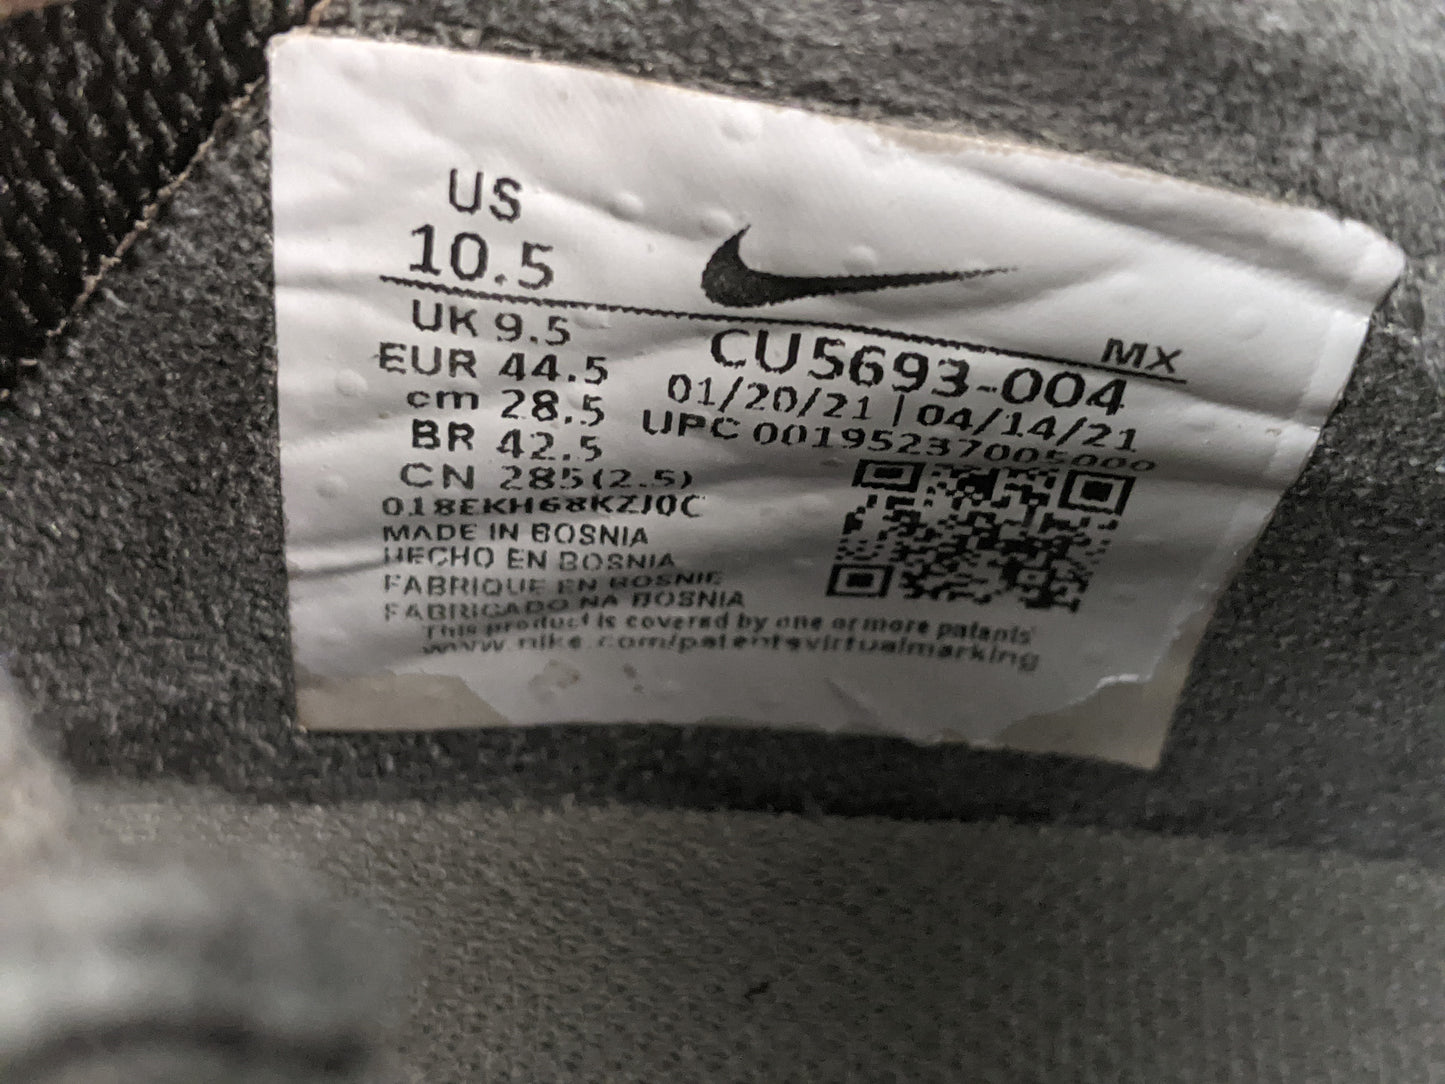 US
10.5
MX
UK 9.5
EUR 44.5
cm 28.5
BR 42.5
CN 285(2.5)
CU5693-004
01/20/21 | 04/14/21
UPC 00195237005000
018EKH68KZJ0C
MADE IN BOSNIA
HECHO EN BOSNIA
FABRIQUE EN BOSNIE
FABRICADO NA BOSNIA
This product is covered by one or more patents
www.nike.com/patentsvirtualmarking